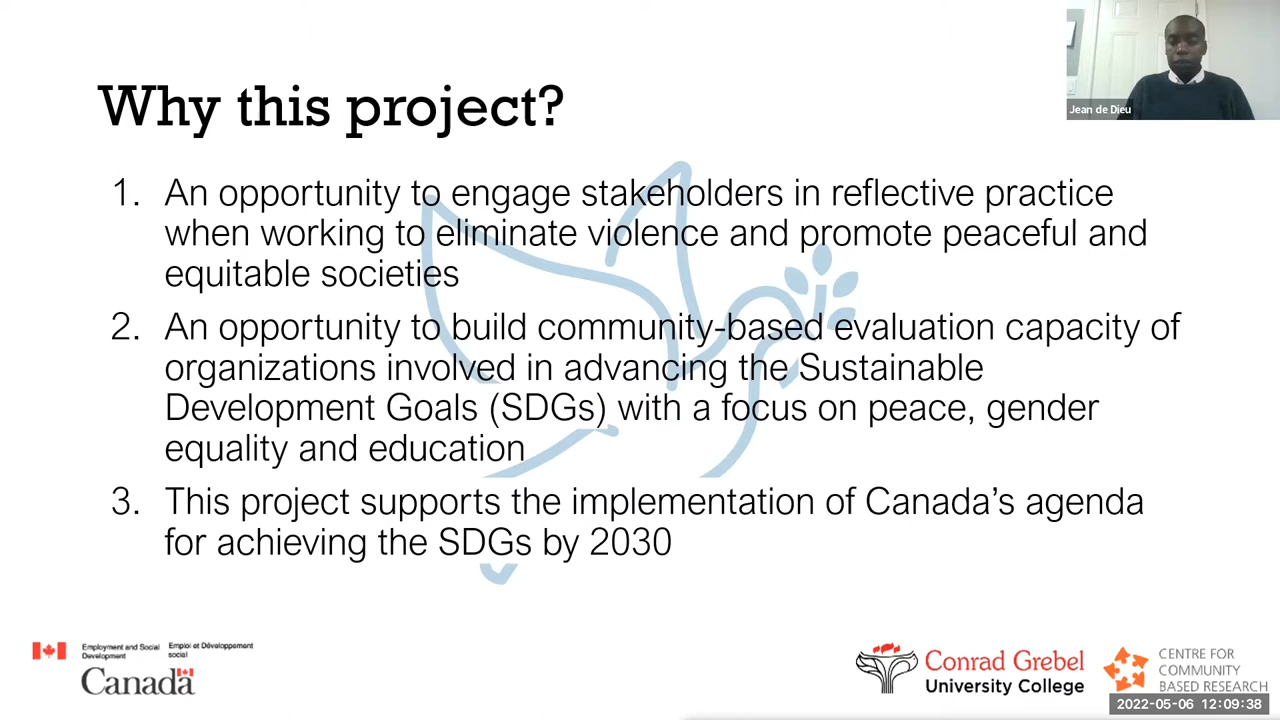 Why this project?
Jean de Dieu
1. An opportunity to engage stakeholders in reflective practice
when working to eliminate violence and promote peaceful and
equitable societies
2. An opportunity to build community-based evaluation capacity of
organizations involved in advancing the Sustainable
Development Goals (SDGs) with a focus on peace, gender
equality and education
3. This project supports the implementation of Canada’s agenda
for achieving the SDGs by 2030
Employment and Social
Development
Emploi et Développement
social
Canada
Conrad Grebel
University College
CENTRE FOR
COMMUNITY
BASED RESEARCH
2022-05-06 12:09:38